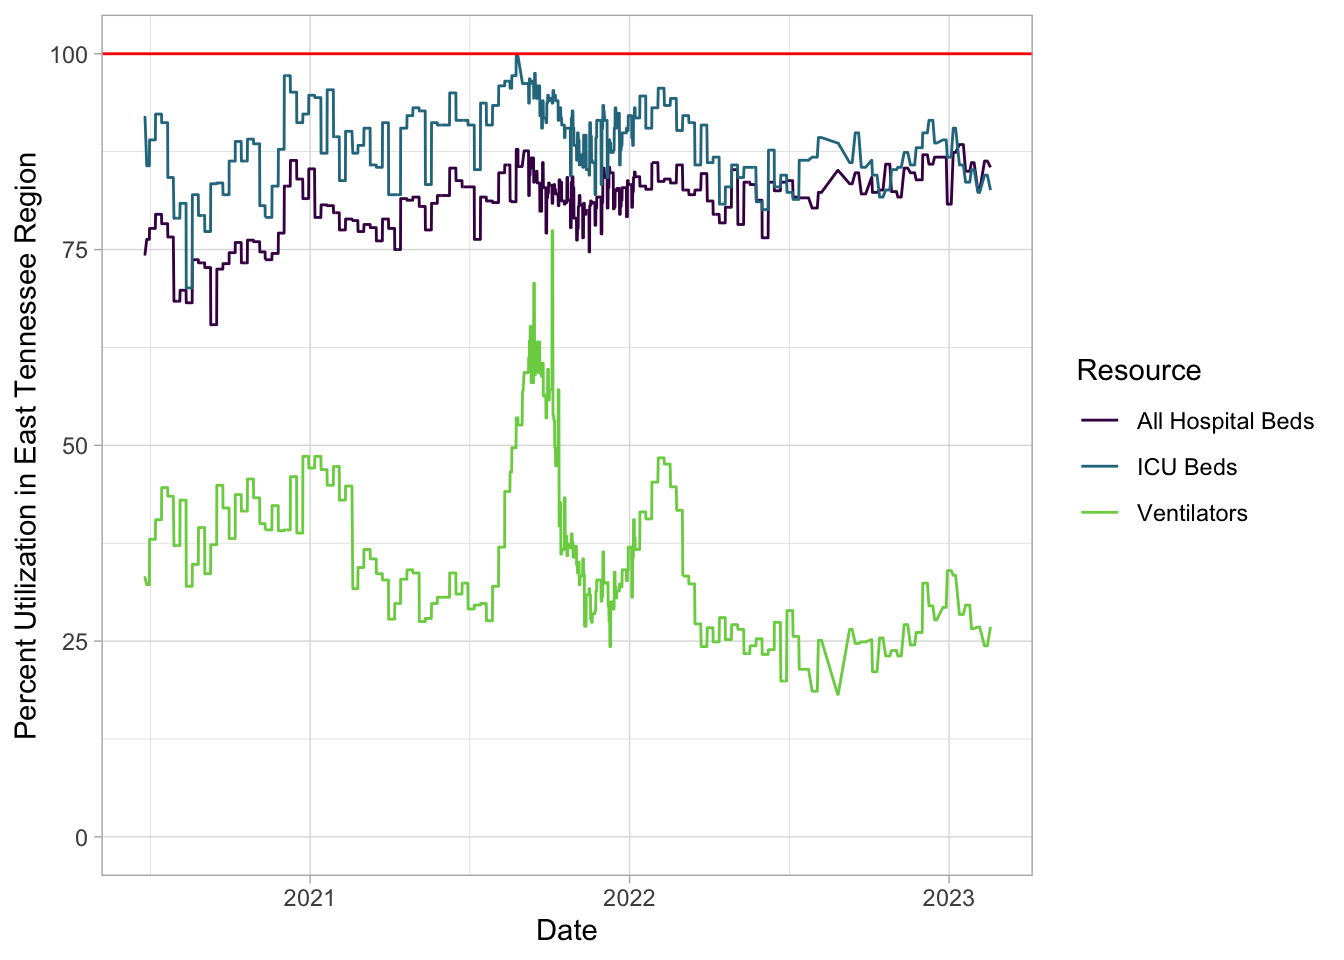 Percent Utilization in East Tennessee Region
100
75
50
25
0
2021
2022
2023
Date
Resource
All Hospital Beds
ICU Beds
Ventilators